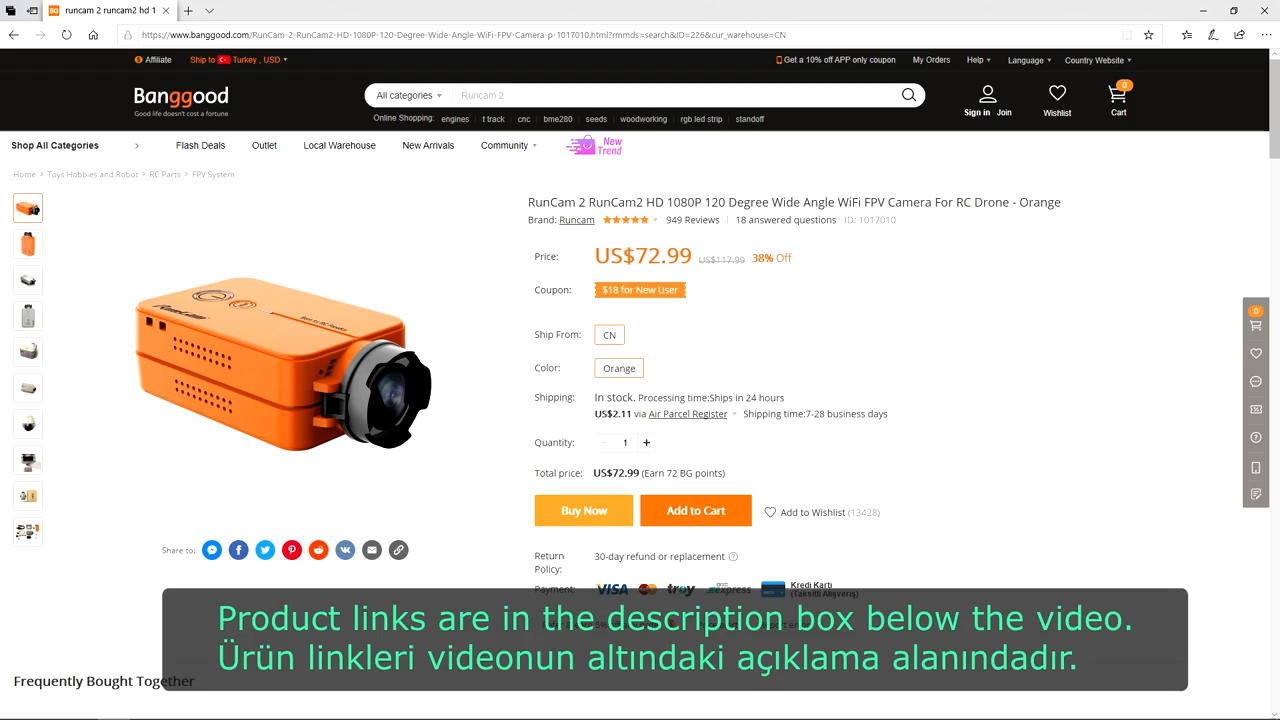 runcam 2 runcam2 hd 1
https://www.banggood.com/RunCam-2-RunCam2-HD-1080P-120-Degree-Wide-Angle-WiFi-FPV-Camera-p-1017010.html?rmmds=search&ID=226&cur_warehouse=CN
Affiliate Ship to Turkey , USD Get a 10% off APP only coupon My Orders Help Language Country Website
Banggood
Good life doesn't cost a fortune
All categories Runcam 2
0
Sign in Join Wishlist Cart
Online Shopping: engines t track cnc bme280 seeds woodworking rgb led strip standoff
Shop All Categories Flash Deals Outlet Local Warehouse New Arrivals Community New Trend
Home > Toys Hobbies and Robot > RC Parts > FPV System
RunCam 2 RunCam2 HD 1080P 120 Degree Wide Angle WiFi FPV Camera For RC Drone - Orange
Brand: Runcam 949 Reviews 18 answered questions ID: 1017010
Price: US$72.99 US$117.99 38% Off
Coupon: $18 for New User
Ship From: CN
Color: Orange
Shipping: In stock. Processing time:Ships in 24 hours
US$2.11 via Air Parcel Register Shipping time:7-28 business days
Quantity: - 1 +
Total price: US$72.99 (Earn 72 BG points)
Buy Now Add to Cart Add to Wishlist (13428)
Share to:
Return Policy: 30-day refund or replacement
Payment: VISA troy express Kredi Kartı
(Taksitli Alışveriş)
RunCam
0
Product links are in the description box below the video.
Ürün linkleri videonun altındaki açıklama alanındadır.
Frequently Bought Together